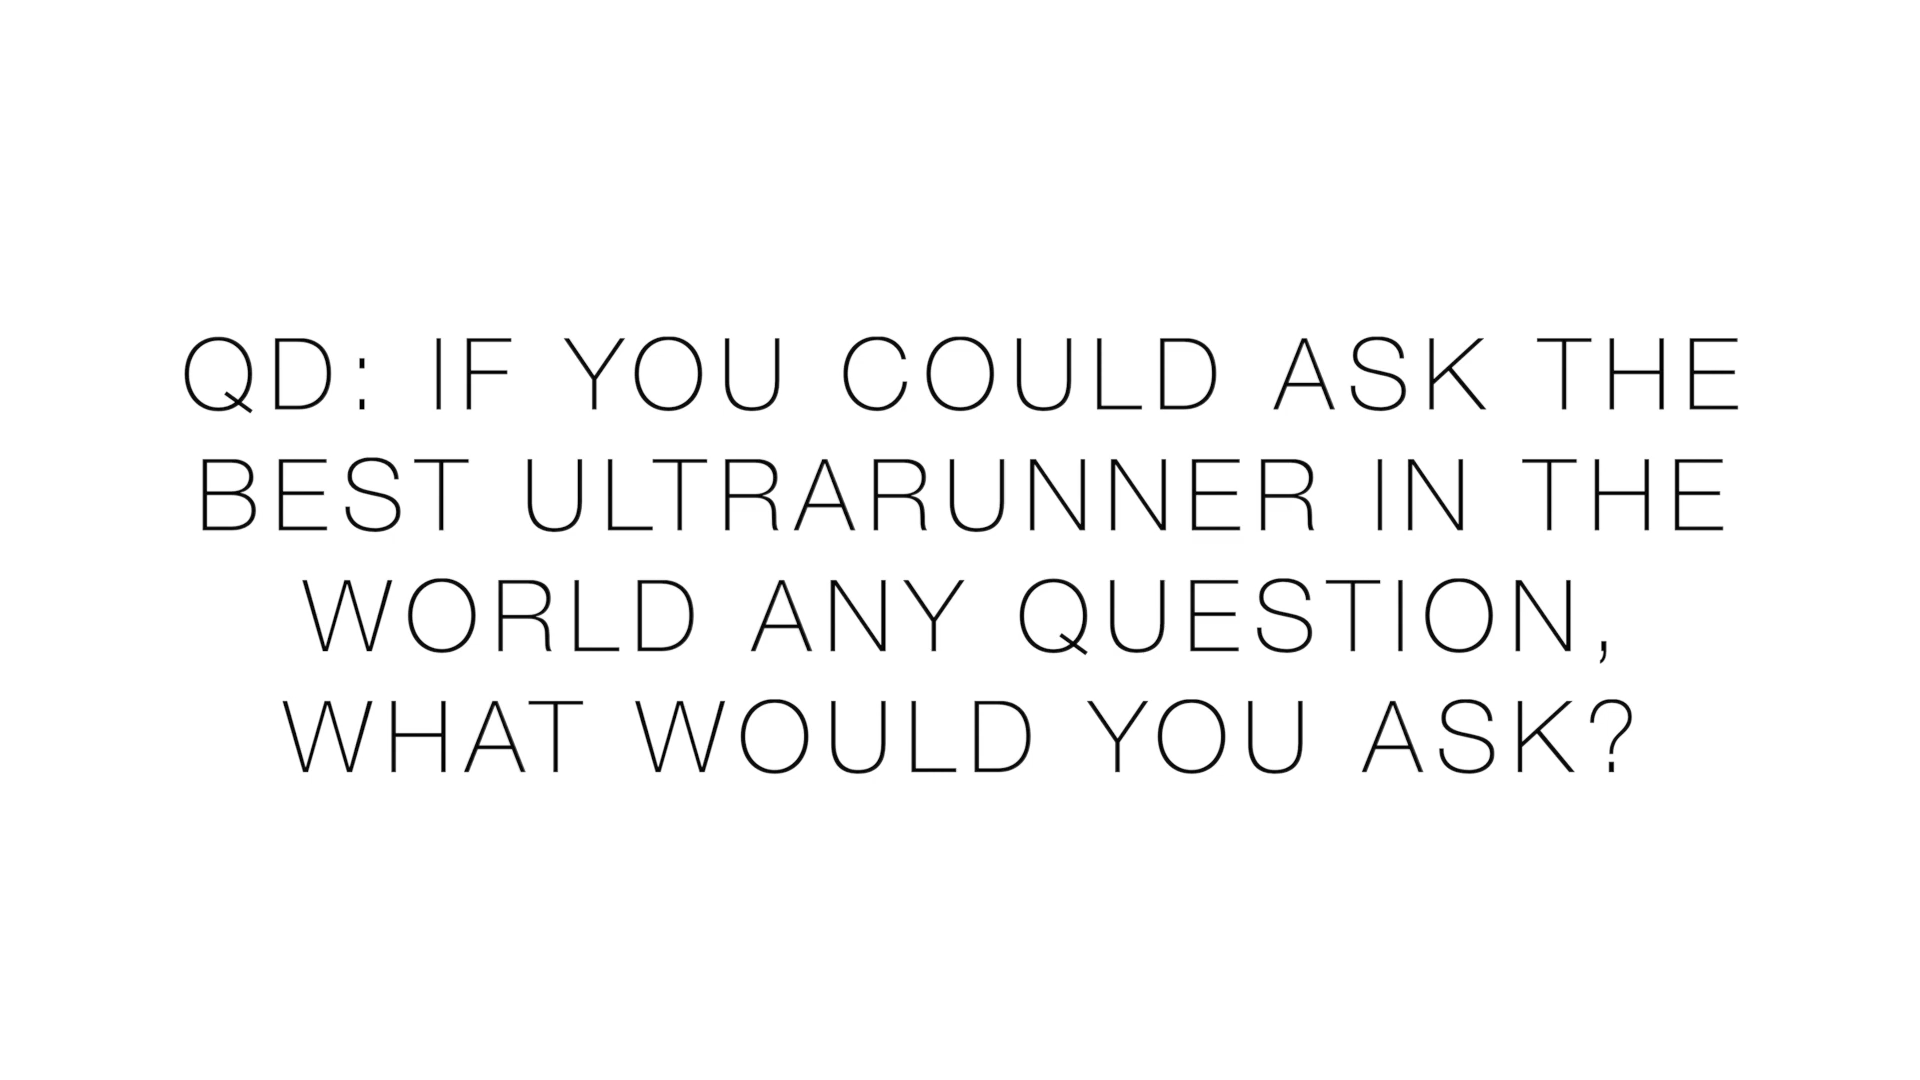 QD: IF YOU COULD ASK THE
BEST ULTRARUNNER IN THE
WORLD ANY QUESTION,
WHAT WOULD YOU ASK?